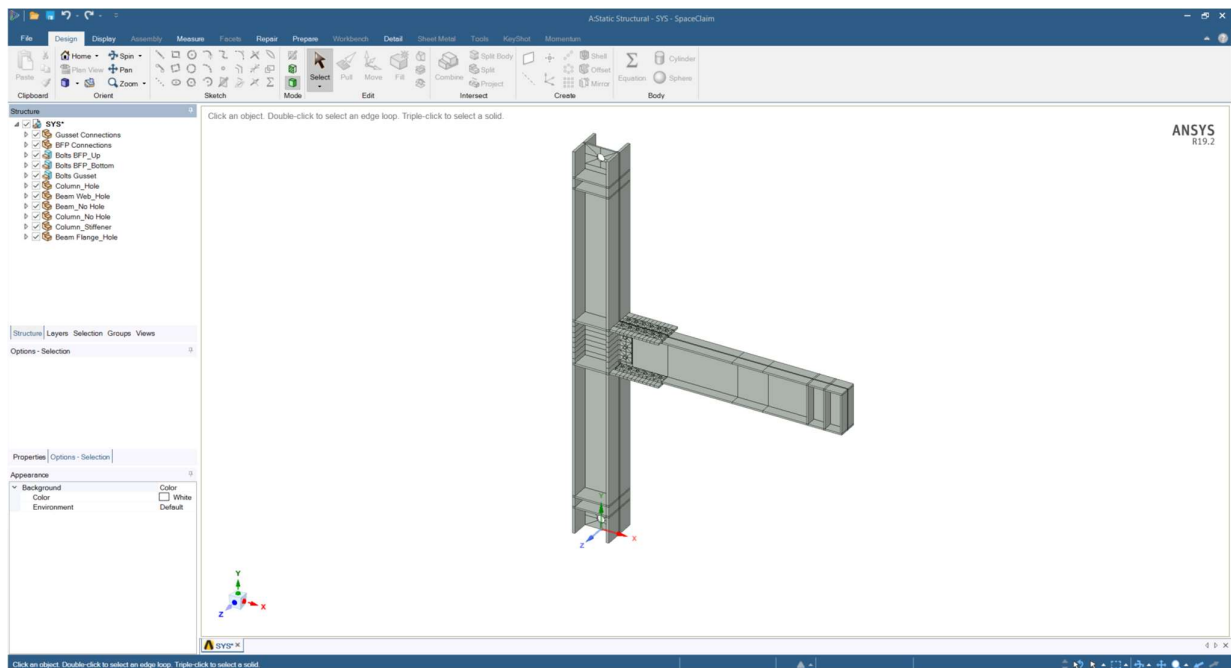 A:Static Structural - SYS - SpaceClaim
File Design Display Assembly Measure Facets Repair Prepare Workbench Detail Sheet Metal Tools KeyShot Momentum
Paste
Home Spin
Plan View Pan
Zoom
Select Pull Move Fill
Combine
Split Body
Split
Project
Shell
Offset
Mirror
Equation
Cylinder
Sphere
Clipboard Orient Sketch Mode Edit Intersect Create Body
Structure
SYS*
Gusset Connections
BFP Connections
Bolts BFP_Up
Bolts BFP_Bottom
Bolts Gusset
Column_Hole
Beam Web_Hole
Beam_No Hole
Column_No Hole
Column_Stiffener
Beam Flange_Hole
Structure Layers Selection Groups Views
Options - Selection
Properties Options - Selection
Appearance
Background Color
Color White
Environment Default
Click an object. Double-click to select an edge loop. Triple-click to select a solid.
ANSYS
R19.2
Y
Z
X
Y
Z
X
SYS*
Click an object. Double-click to select an edge loop. Triple-click to select a solid.